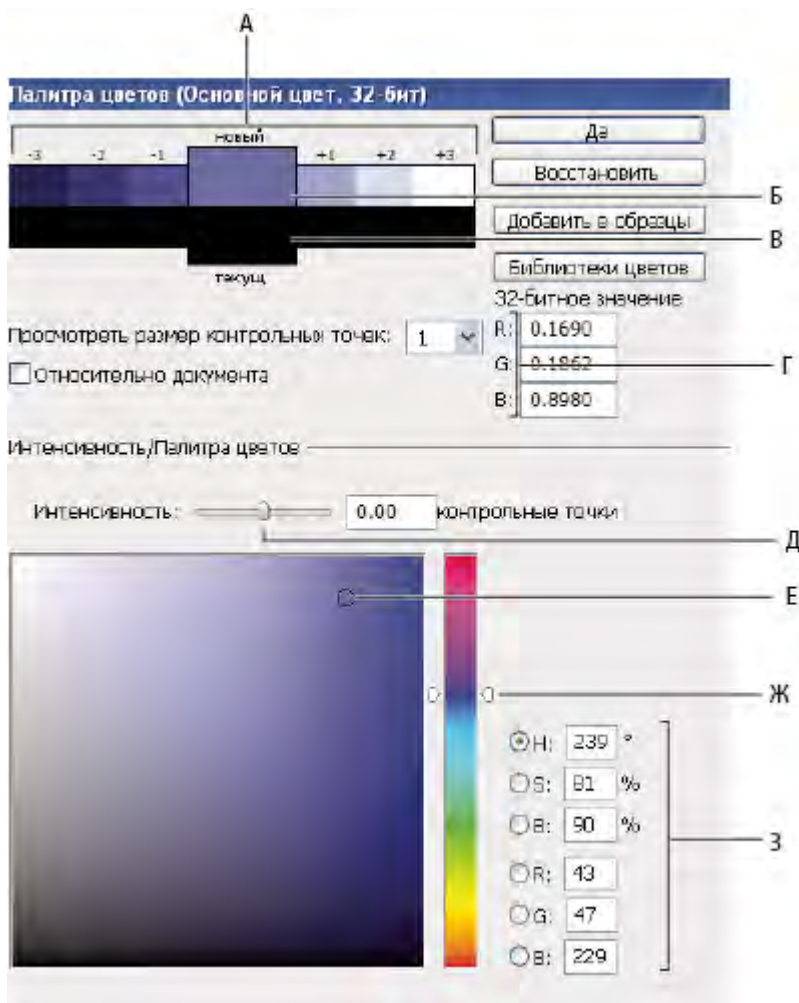 А
Палитра цветов (Основной цвет, 32-бит)
новый
-3 -2 -1 +1 +2 +3
Да
Восстановить
Б
Добавить в образцы
В
Библиотеки цветов
текущ
32-битное значение
Просмотреть размер контрольных точек: 1
R: 0.1690
Относительно документа
G: 0.1862
Г
B: 0.8980
Интенсивность/Палитра цветов
Интенсивность: 0.00 контрольные точки
Д
Е
Ж
H: 239 °
S: 81 %
B: 90 %
З
R: 43
G: 47
B: 229